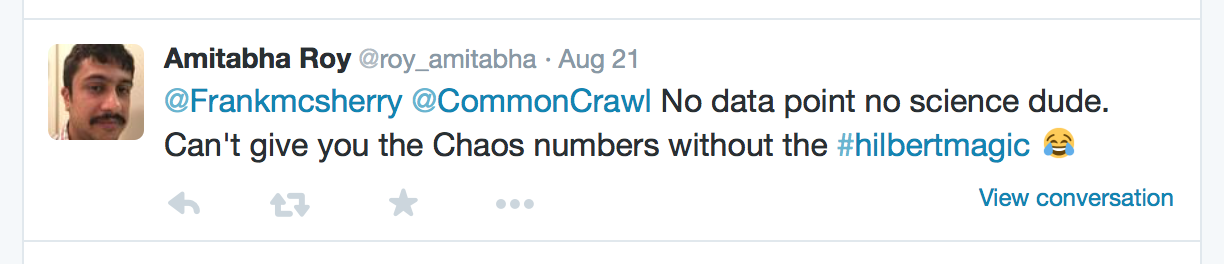 Amitabha Roy @roy_amitabha · Aug 21
@Frankmcsherry @CommonCrawl No data point no science dude.
Can't give you the Chaos numbers without the #hilbertmagic 😂
View conversation